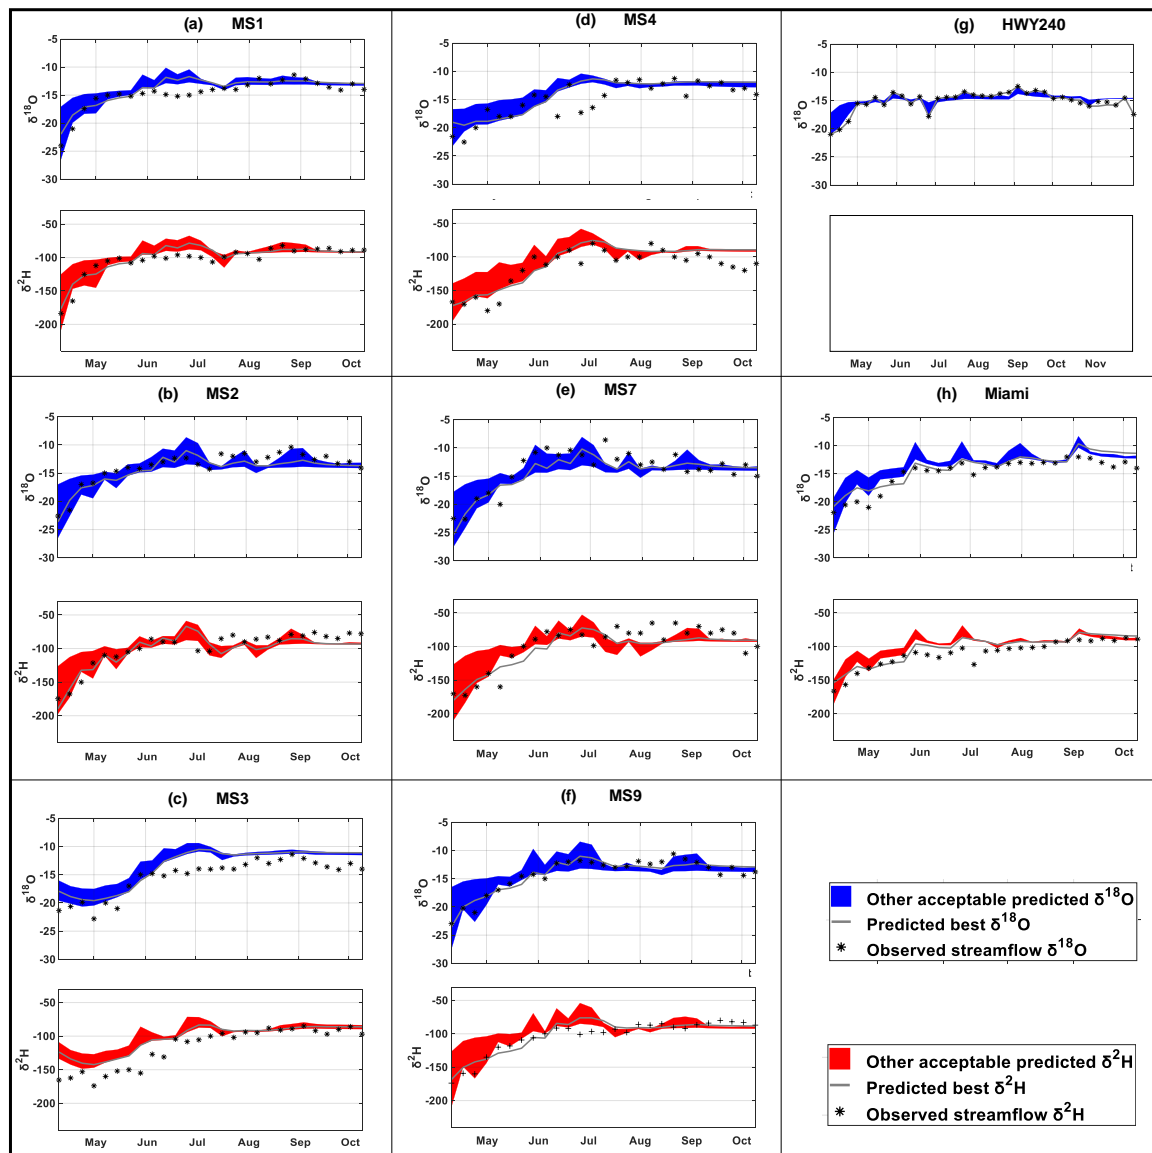 (a) MS1
-5
-10
-15
-20
-25
-30
δ18O
-50
-100
-150
-200
δ2H
May Jun Jul Aug Sep Oct
(d) MS4
-5
-10
-15
-20
-25
-30
δ18O
-50
-100
-150
-200
δ2H
May Jun Jul Aug Sep Oct
(g) HWY240
-5
-10
-15
-20
-25
-30
δ18O
May Jun Jul Aug Sep Oct Nov
(b) MS2
-5
-10
-15
-20
-25
-30
δ18O
-50
-100
-150
-200
δ2H
May Jun Jul Aug Sep Oct
(e) MS7
-5
-10
-15
-20
-25
-30
δ18O
-50
-100
-150
-200
δ2H
May Jun Jul Aug Sep Oct
(h) Miami
-5
-10
-15
-20
-25
-30
δ18O
-50
-100
-150
-200
δ2H
May Jun Jul Aug Sep Oct
(c) MS3
-5
-10
-15
-20
-25
-30
δ18O
-50
-100
-150
-200
δ2H
May Jun Jul Aug Sep Oct
(f) MS9
-5
-10
-15
-20
-25
-30
δ18O
-50
-100
-150
-200
δ2H
May Jun Jul Aug Sep Oct
Other acceptable predicted δ18O
Predicted best δ18O
Observed streamflow δ18O
Other acceptable predicted δ2H
Predicted best δ2H
Observed streamflow δ2H